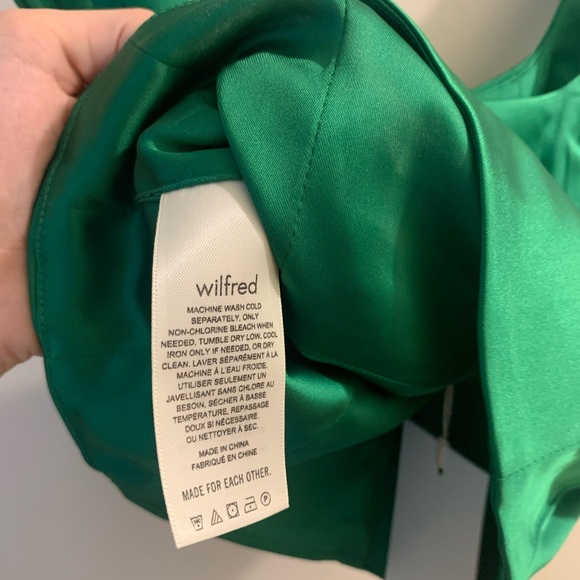 wilfred
MACHINE WASH COLD
SEPARATELY, ONLY
NON-CHLORINE BLEACH WHEN
NEEDED, TUMBLE DRY LOW, COOL
IRON ONLY IF NEEDED, OR DRY
CLEAN. LAVER SÉPARÉMENT À LA
MACHINE À L'EAU FROIDE.
UTILISER SEULEMENT UN
JAVELLISANT SANS CHLORE AU
BESOIN, SÉCHER À BASSE
TEMPÉRATURE, REPASSAGE
DOUX SI NÉCESSAIRE,
OU NETTOYER À SEC.
MADE IN CHINA
FABRIQUÉ EN CHINE
MADE FOR EACH OTHER.